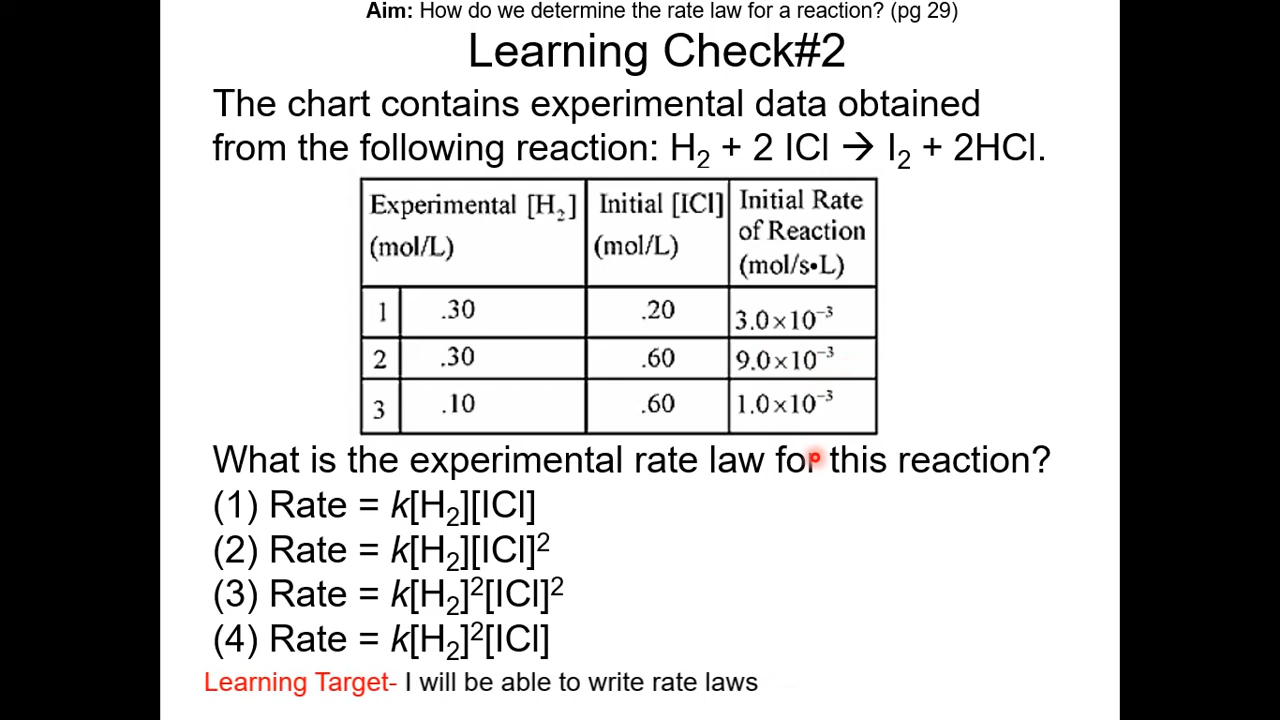 Aim: How do we determine the rate law for a reaction? (pg 29)
Learning Check#2
The chart contains experimental data obtained
from the following reaction: H₂ + 2 ICl → I₂ + 2HCl.
Experimental [H₂] Initial [ICl] Initial Rate
(mol/L) (mol/L) of Reaction
(mol/s•L)
1 .30 .20 3.0×10⁻³
2 .30 .60 9.0×10⁻³
3 .10 .60 1.0×10⁻³
What is the experimental rate law for this reaction?
(1) Rate = k[H₂][ICl]
(2) Rate = k[H₂][ICl]²
(3) Rate = k[H₂]²[ICl]²
(4) Rate = k[H₂]²[ICl]
Learning Target- I will be able to write rate laws